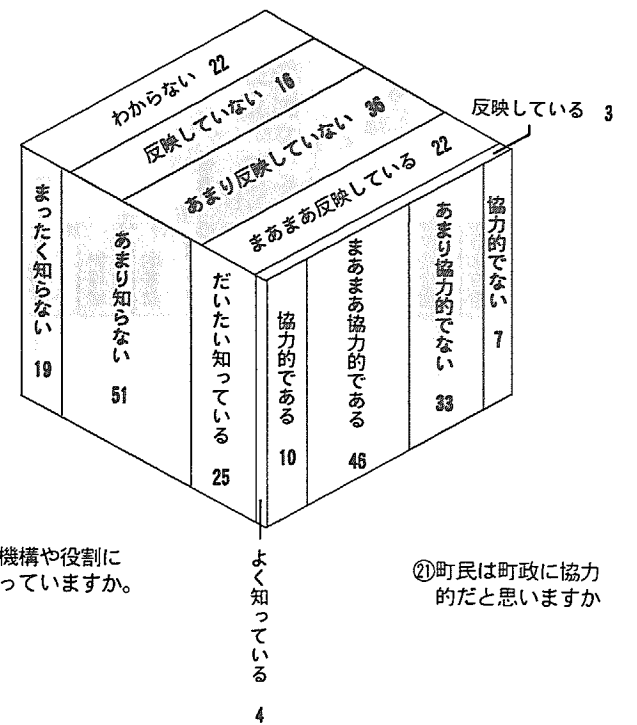 わからない 22
反映していない 16
あまり反映していない 36
まあまあ反映している 22
反映している 3
まったく知らない 19
あまり知らない 51
だいたい知っている 25
よく知っている 4
協力的である 10
まあまあ協力的である 46
あまり協力的でない 33
協力的でない 7
機構や役割に
っていますか。
㉑町民は町政に協力
的だと思いますか